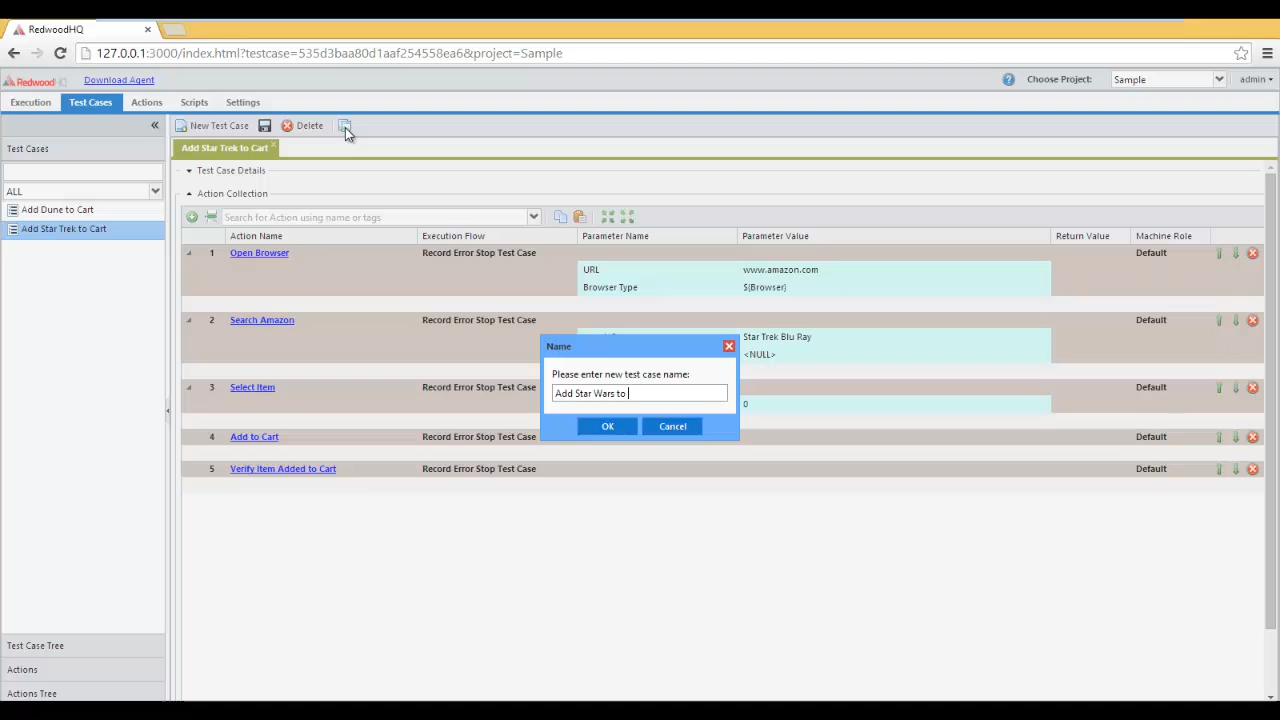 RedwoodHQ
127.0.0.1:3000/index.html?testcase=535d3baa80d1aaf254558ea6&project=Sample
RedwoodHQ Download Agent Choose Project: Sample admin
Execution Test Cases Actions Scripts Settings
« New Test Case Delete
Test Cases Add Star Trek to Cart
Test Case Details
ALL Action Collection
Add Dune to Cart Search for Action using name or tags
Add Star Trek to Cart
Action Name Execution Flow Parameter Name Parameter Value Return Value Machine Role
1 Open Browser Record Error Stop Test Case Default
URL www.amazon.com
Browser Type ${Browser}
2 Search Amazon Record Error Stop Test Case Default
Star Trek Blu Ray
<NULL>
Name
Please enter new test case name:
Add Star Wars to
OK Cancel
3 Select Item Record Error Stop Test Case Default
0
4 Add to Cart Record Error Stop Test Case Default
5 Verify Item Added to Cart Record Error Stop Test Case Default
Test Case Tree
Actions
Actions Tree